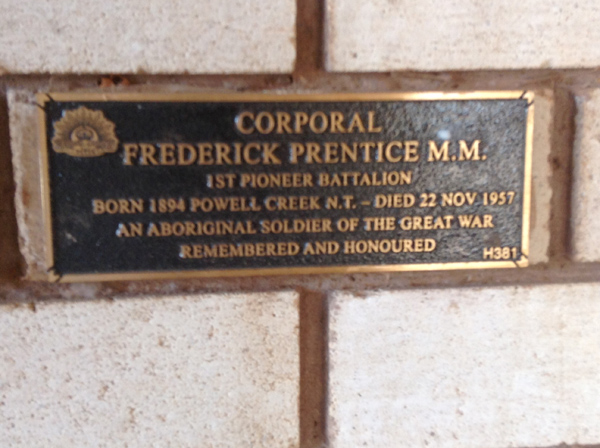 CORPORAL
FREDERICK PRENTICE M.M.
1ST PIONEER BATTALION
BORN 1894 POWELL CREEK N.T. – DIED 22 NOV 1957
AN ABORIGINAL SOLDIER OF THE GREAT WAR
REMEMBERED AND HONOURED
H381